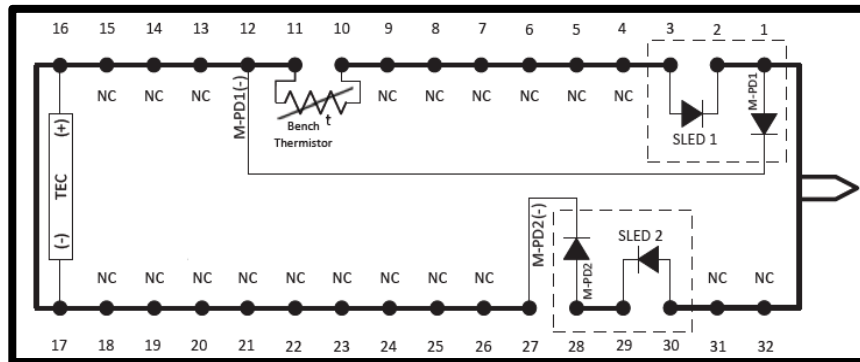 16 15 14 13 12 11 10 9 8 7 6 5 4 3 2 1
NC NC NC NC NC NC NC NC
M-PD1(-)
Bench t
Thermistor
SLED 1
M-PD1
(+)
TEC
(-)
M-PD2(-)
M-PD2
SLED 2
NC NC NC NC NC NC NC NC NC NC NC
17 18 19 20 21 22 23 24 25 26 27 28 29 30 31 32